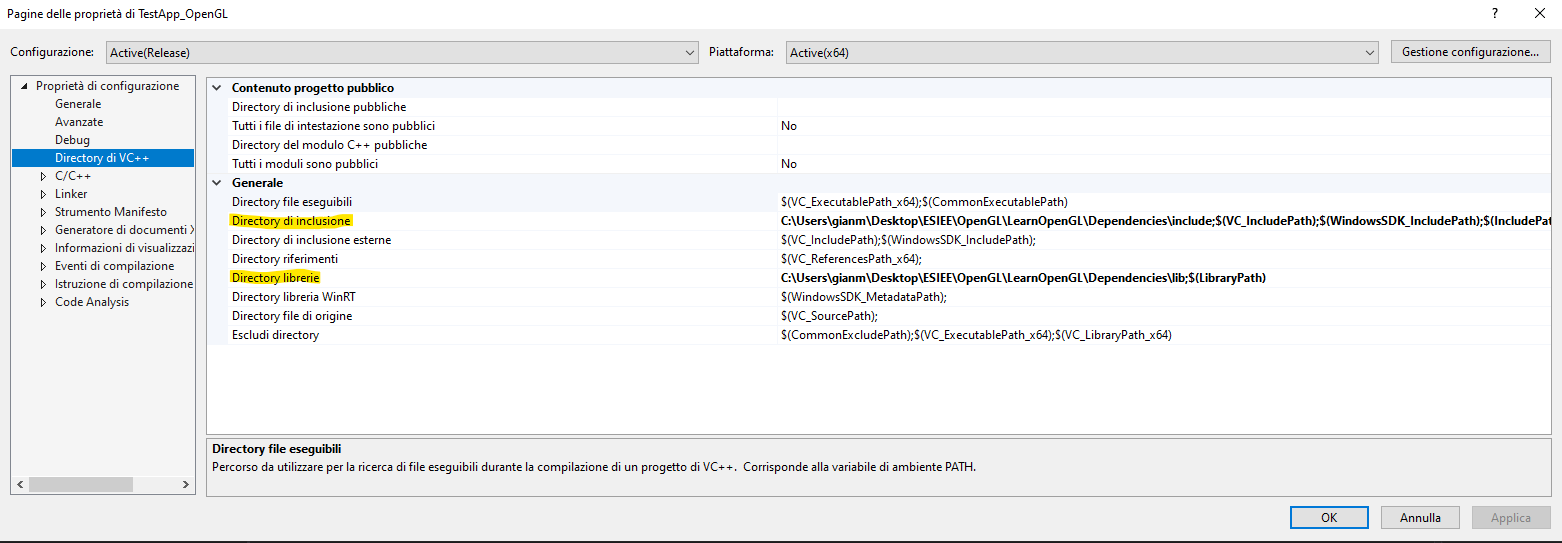 Pagine delle proprietà di TestApp_OpenGL
?
Configurazione: Active(Release) Piattaforma: Active(x64) Gestione configurazione...
Proprietà di configurazione
Generale
Avanzate
Debug
Directory di VC++
C/C++
Linker
Strumento Manifesto
Generatore di documenti X
Informazioni di visualizzazi
Eventi di compilazione
Istruzione di compilazione
Code Analysis
Contenuto progetto pubblico
Directory di inclusione pubbliche
Tutti i file di intestazione sono pubblici No
Directory del modulo C++ pubbliche
Tutti i moduli sono pubblici No
Generale
Directory file eseguibili $(VC_ExecutablePath_x64);$(CommonExecutablePath)
Directory di inclusione C:\Users\gianm\Desktop\ESIEE\OpenGL\LearnOpenGL\Dependencies\include;$(VC_IncludePath);$(WindowsSDK_IncludePath);$(IncludePath
Directory di inclusione esterne $(VC_IncludePath);$(WindowsSDK_IncludePath);
Directory riferimenti $(VC_ReferencesPath_x64);
Directory librerie C:\Users\gianm\Desktop\ESIEE\OpenGL\LearnOpenGL\Dependencies\lib;$(LibraryPath)
Directory libreria WinRT $(WindowsSDK_MetadataPath);
Directory file di origine $(VC_SourcePath);
Escludi directory $(CommonExcludePath);$(VC_ExecutablePath_x64);$(VC_LibraryPath_x64)
Directory file eseguibili
Percorso da utilizzare per la ricerca di file eseguibili durante la compilazione di un progetto di VC++. Corrisponde alla variabile di ambiente PATH.
OK Annulla Applica